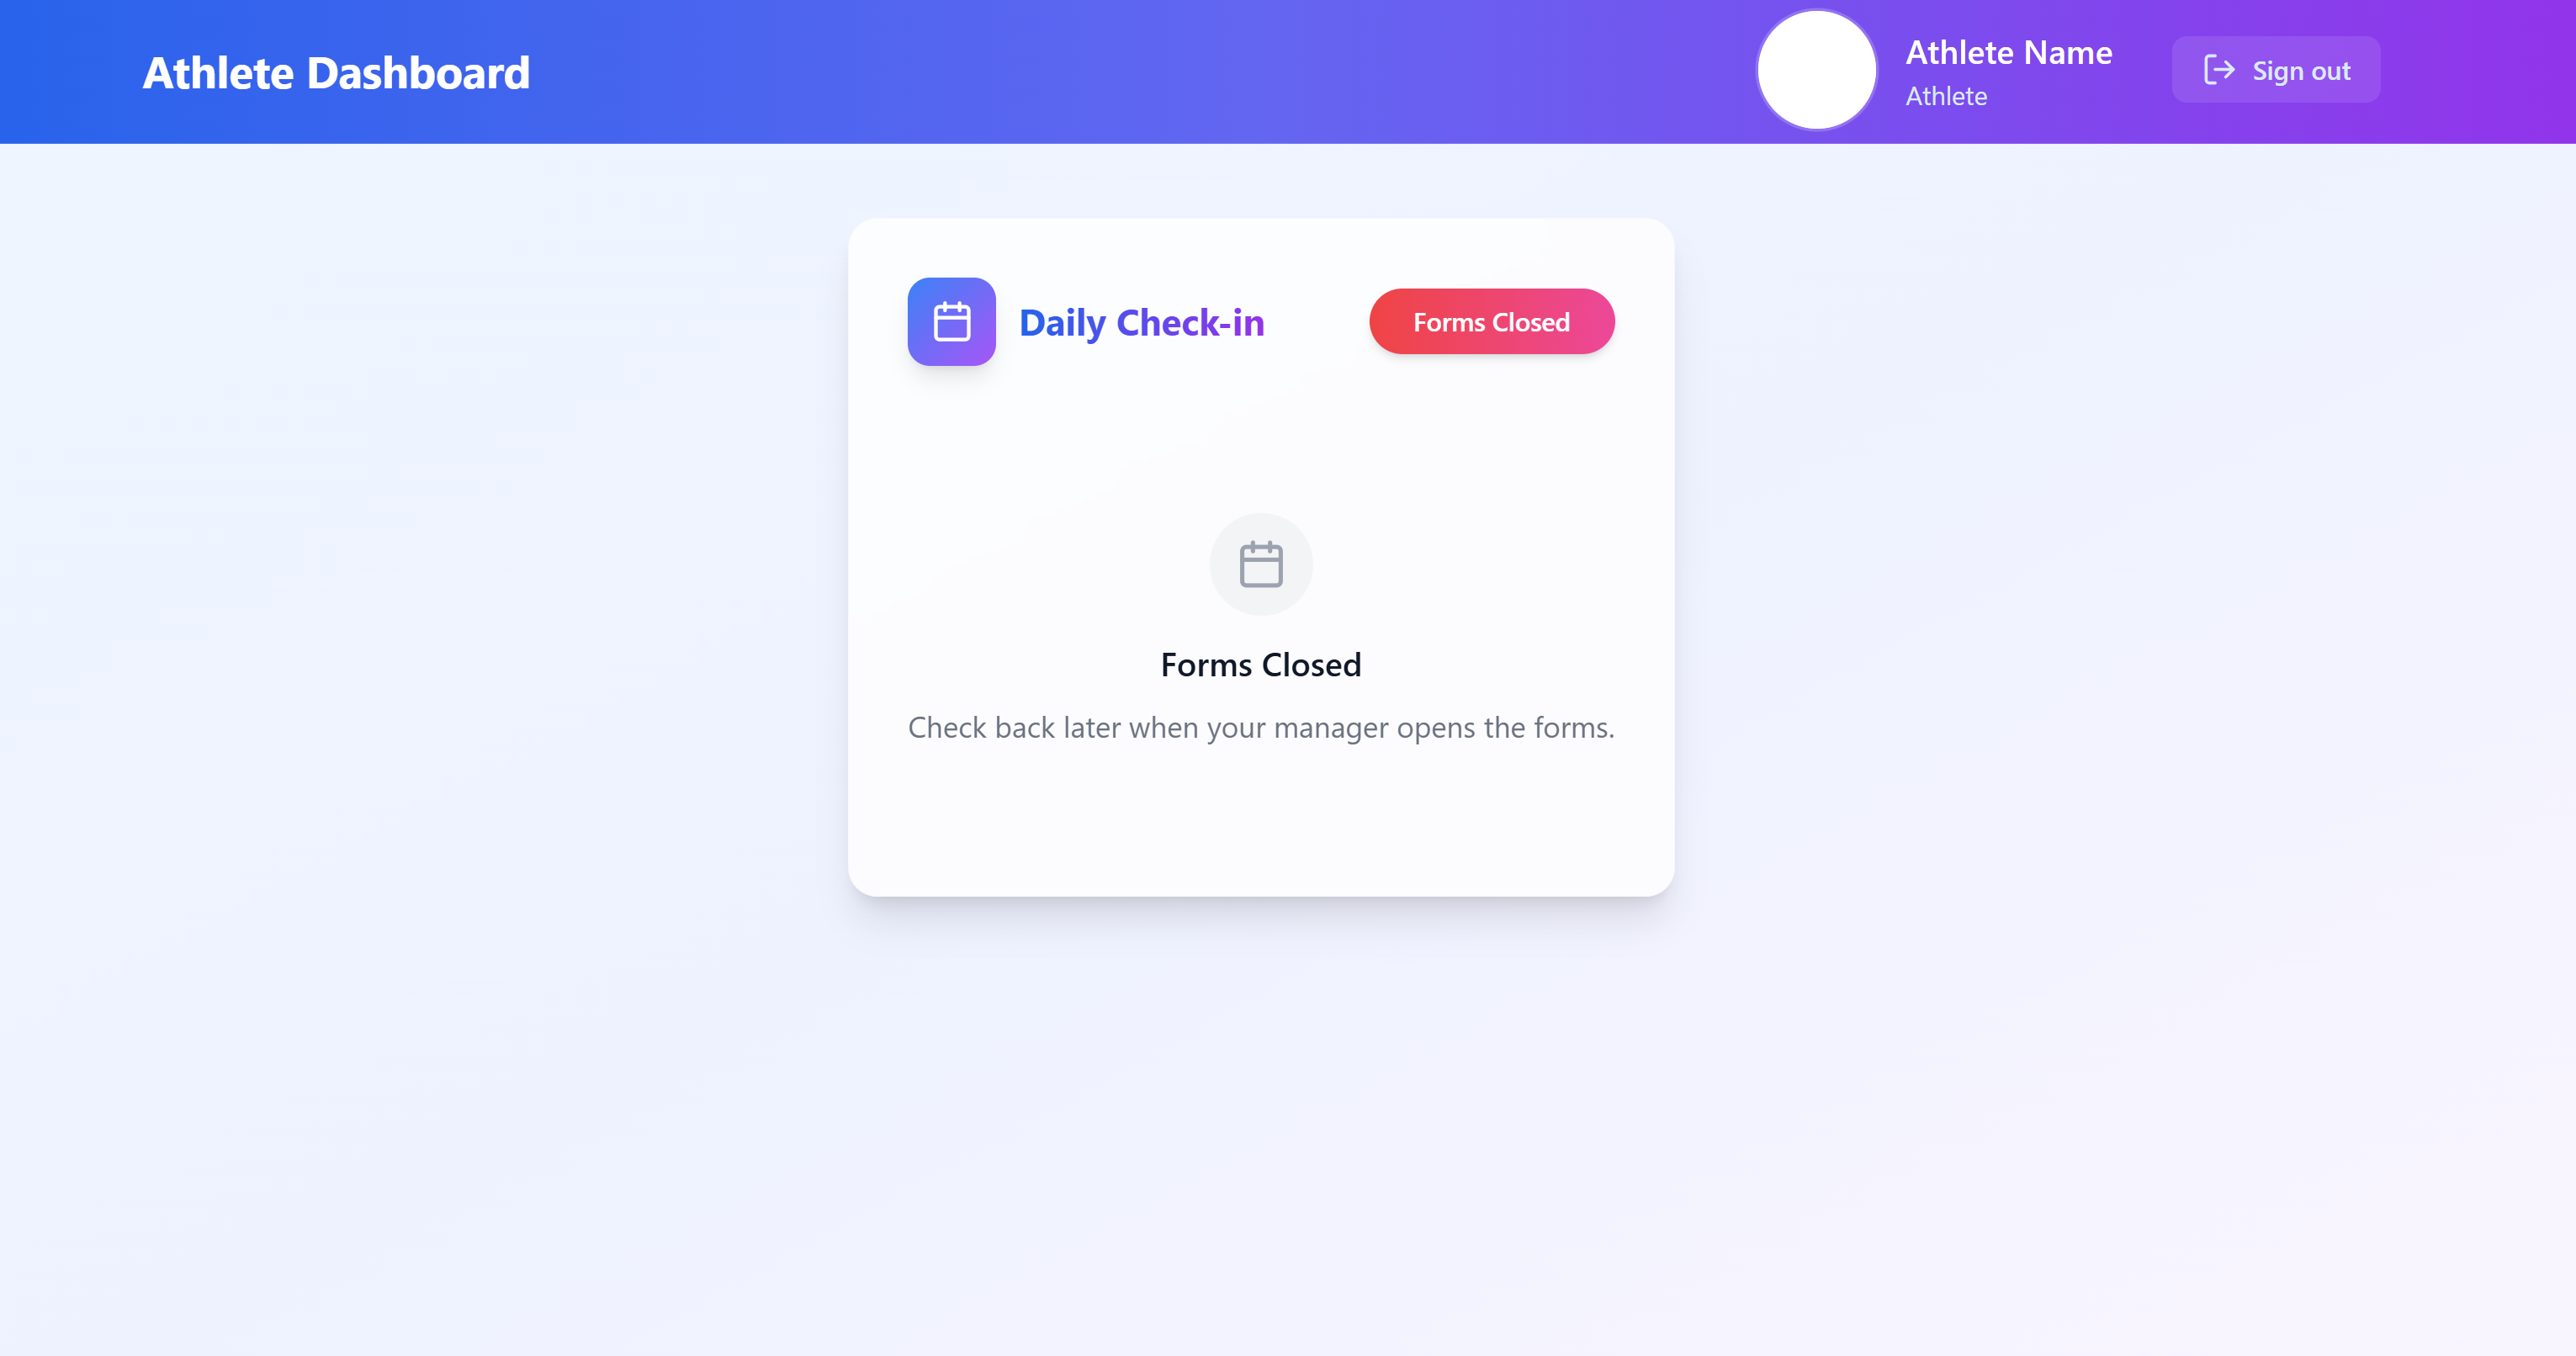 Athlete Dashboard
Athlete Name
Athlete
Sign out
Daily Check-in
Forms Closed
Forms Closed
Check back later when your manager opens the forms.